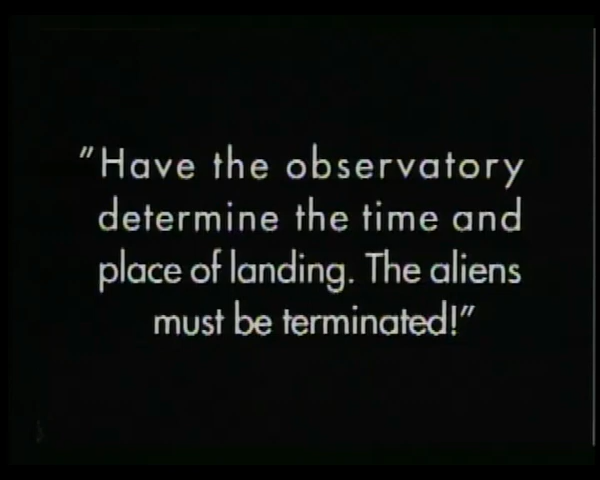 "Have the observatory
determine the time and
place of landing. The aliens
must be terminated!"